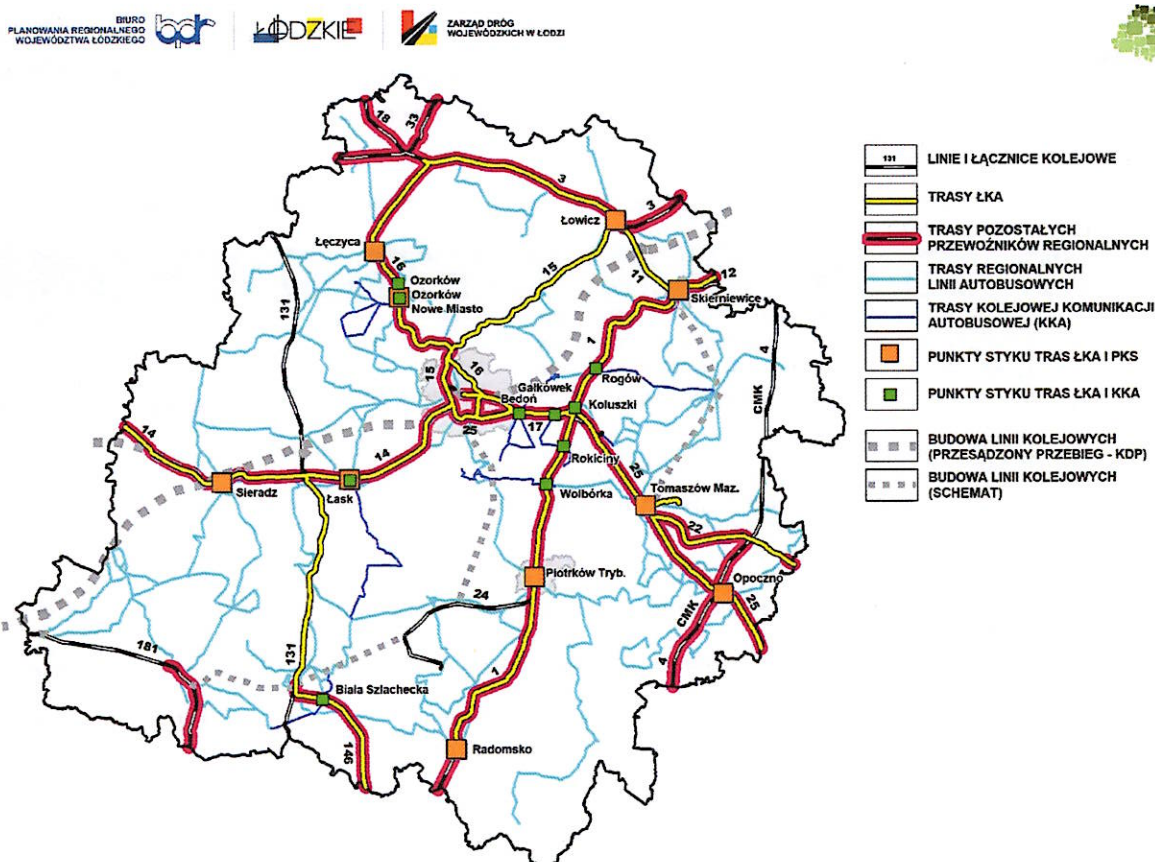 BIURO
PLANOWANIA REGIONALNEGO
WOJEWÓDZTWA ŁÓDZKIEGO
bpdr
ŁÓDZKIE
ZARZĄD DRÓG
WOJEWÓDZKICH W ŁODZI
18
33
3
3
Łowicz
Łęczyca
16
15
11
12
Ozorków
Ozorków
Nowe Miasto
Skierniewice
131
1
4
CMK
15
16
Rogów
Gałkówek
Bedoń
Koluszki
25
17
14
14
Rokiciny
25
Sieradz
Łask
Wolbórka
Tomaszów Maz.
22
Piotrków Tryb.
Opoczno
24
CMK
25
4
181
131
1
Biała Szlachecka
146
Radomsko
131
LINIE I ŁĄCZNICE KOLEJOWE
TRASY ŁKA
TRASY POZOSTAŁYCH
PRZEWOŹNIKÓW REGIONALNYCH
TRASY REGIONALNYCH
LINII AUTOBUSOWYCH
TRASY KOLEJOWEJ KOMUNIKACJI
AUTOBUSOWEJ (KKA)
PUNKTY STYKU TRAS ŁKA I PKS
PUNKTY STYKU TRAS ŁKA I KKA
BUDOWA LINII KOLEJOWYCH
(PRZESĄDZONY PRZEBIEG - KDP)
BUDOWA LINII KOLEJOWYCH
(SCHEMAT)